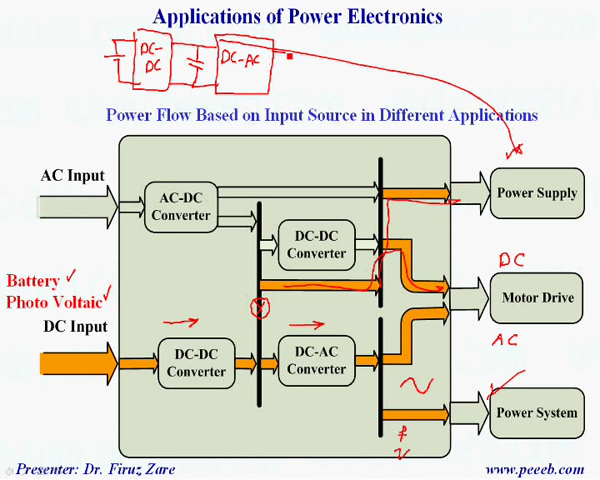 Applications of Power Electronics
DC-
DC
DC-AC
Power Flow Based on Input Source in Different Applications
AC Input
AC-DC
Converter
Power Supply
DC-DC
Converter
DC
Battery
Photo Voltaic
Motor Drive
V
DC Input
AC
DC-DC
Converter
DC-AC
Converter
Power System
f
V
Presenter: Dr. Firuz Zare
www.peeeb.com